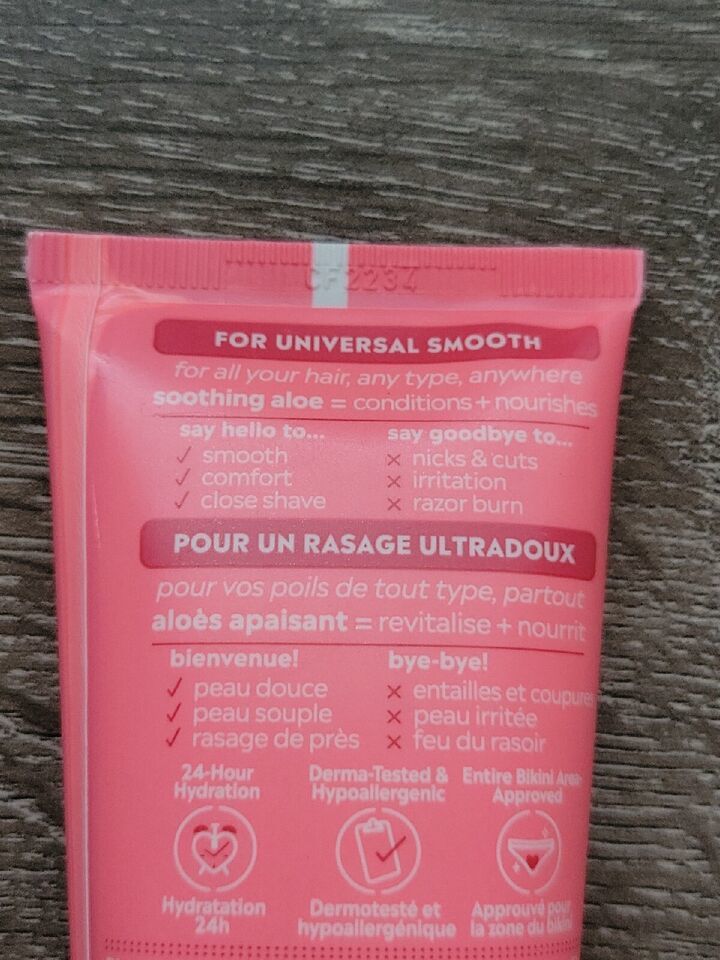 CF2234
FOR UNIVERSAL SMOOTH
for all your hair, any type, anywhere
soothing aloe = conditions + nourishes
say hello to...
✓ smooth
✓ comfort
✓ close shave
say goodbye to...
× nicks & cuts
× irritation
× razor burn
POUR UN RASAGE ULTRADOUX
pour vos poils de tout type, partout
aloès apaisant = revitalise + nourrit
bienvenue!
✓ peau douce
✓ peau souple
✓ rasage de près
bye-bye!
× entailles et coupures
× peau irritée
× feu du rasoir
24-Hour
Hydration
Hydratation
24h
Derma-Tested &
Hypoallergenic
Dermotesté et
hypoallergénique
Entire Bikini Area-
Approved
Approuvé pour
la zone du bikini